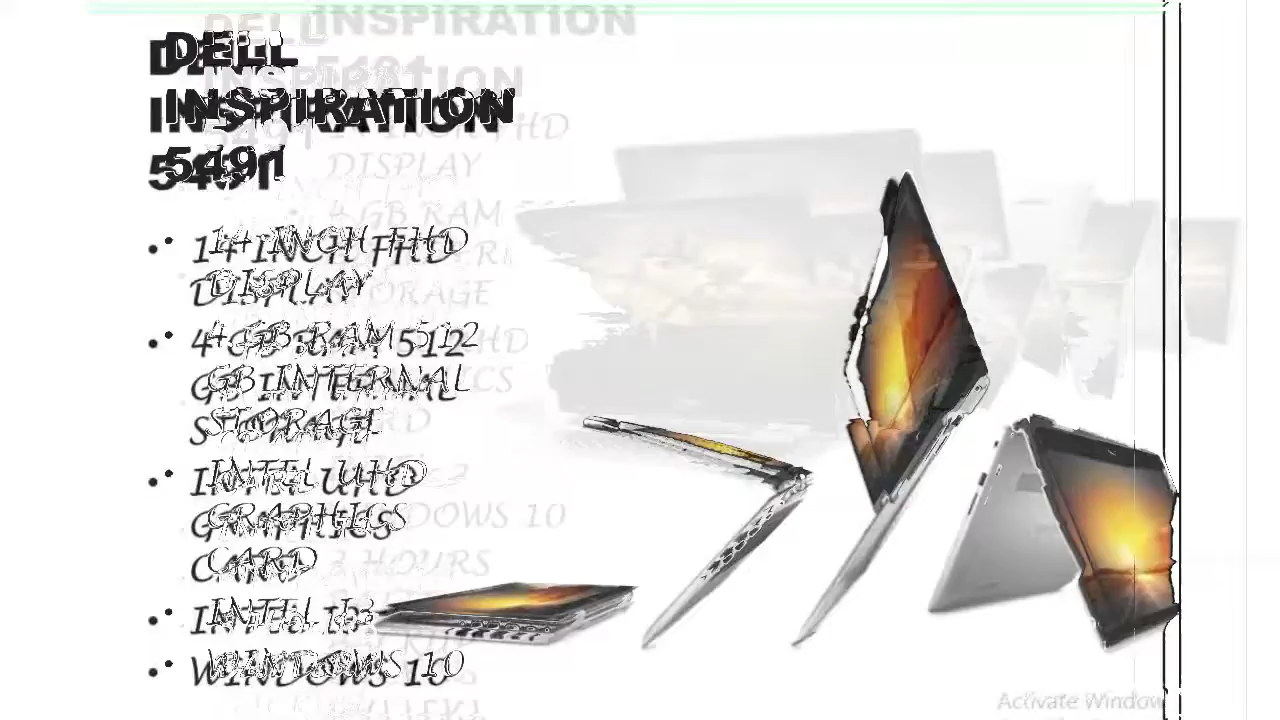 DELL
INSPIRATION
5491
• 14 INCH FHD
DISPLAY
• 4 GB RAM 512
GB INTERNAL
STORAGE
• INTEL UHD
GRAPHICS
CARD
• INTEL I3
• WINDOWS 10
Activate Window